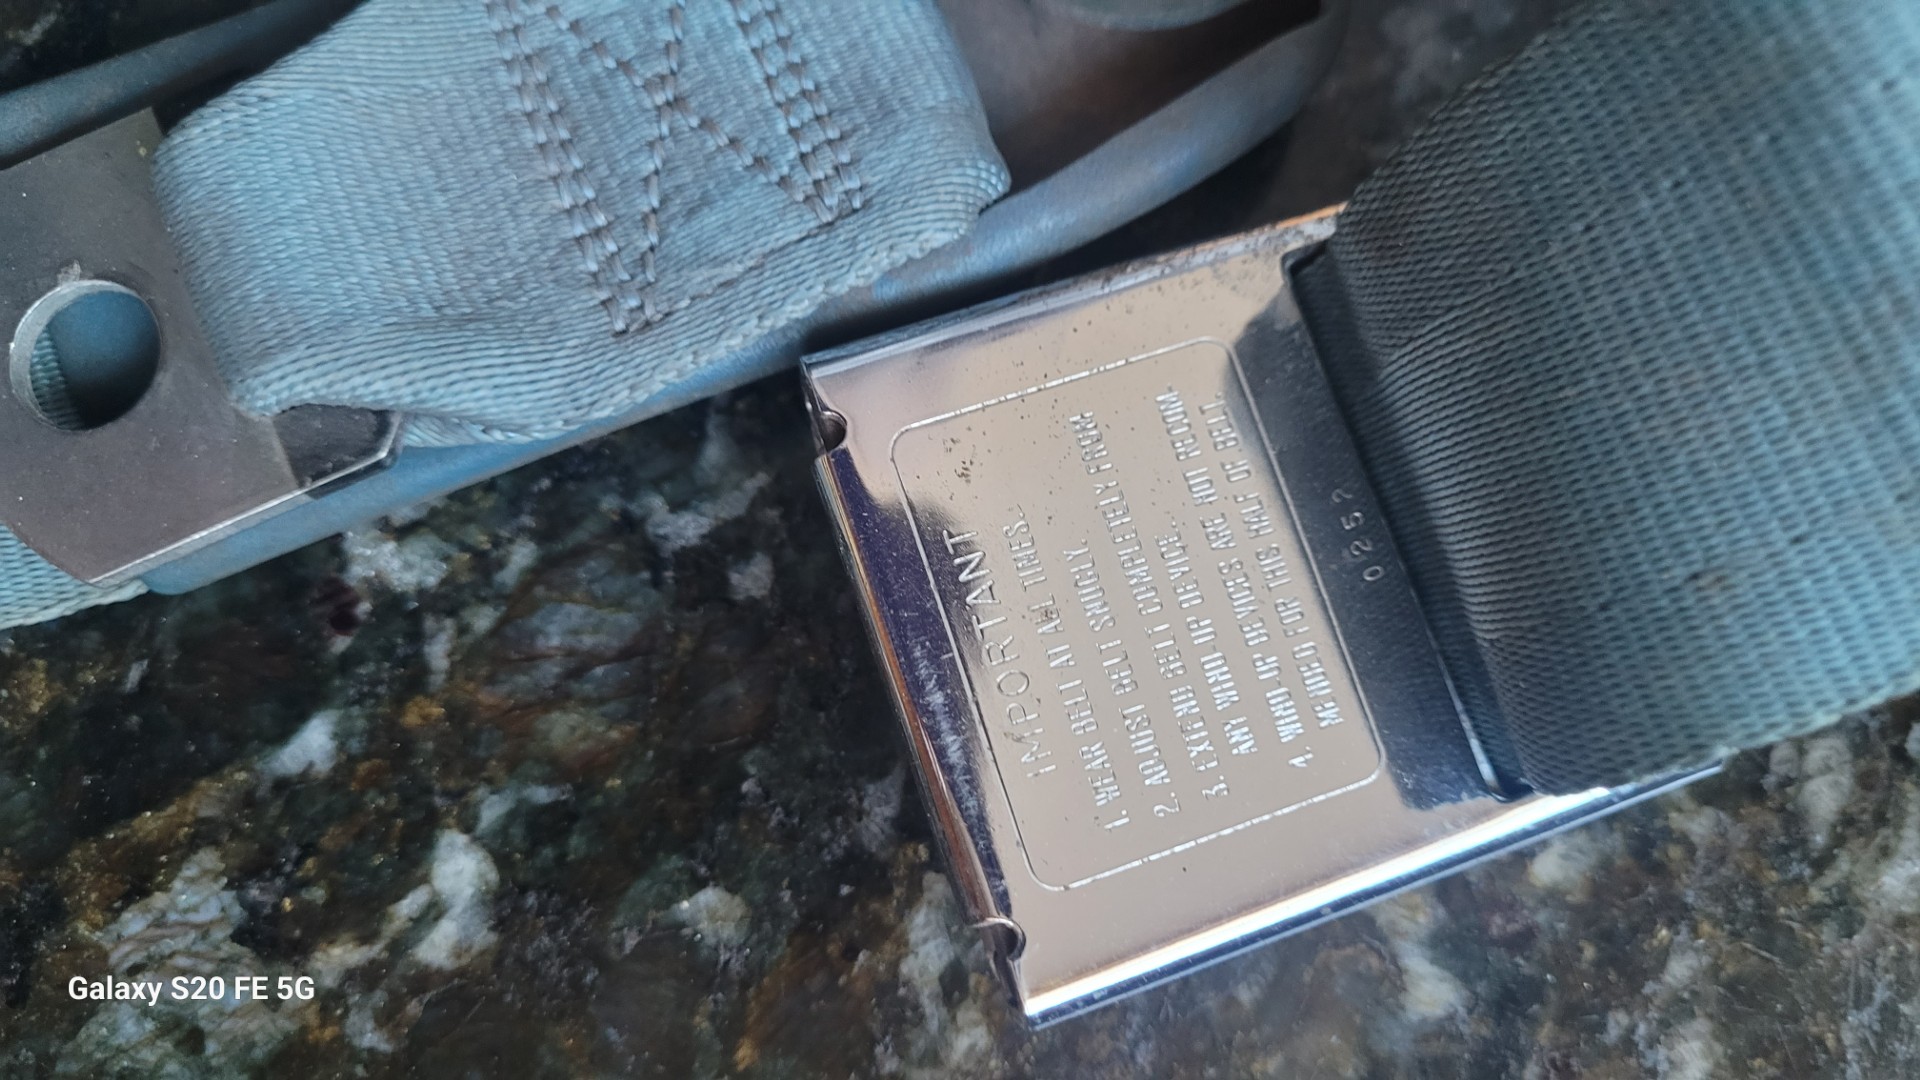 IMPORTANT
1. WEAR BELT AT ALL TIMES.
2. ADJUST BELT SNUGLY.
3. EXTEND BELT COMPLETELY FROM
ANY WIND-UP DEVICE.
4. WIND-UP DEVICES ARE NOT RECOM-
MENDED FOR THIS HALF OF BELT.
025?
Galaxy S20 FE 5G